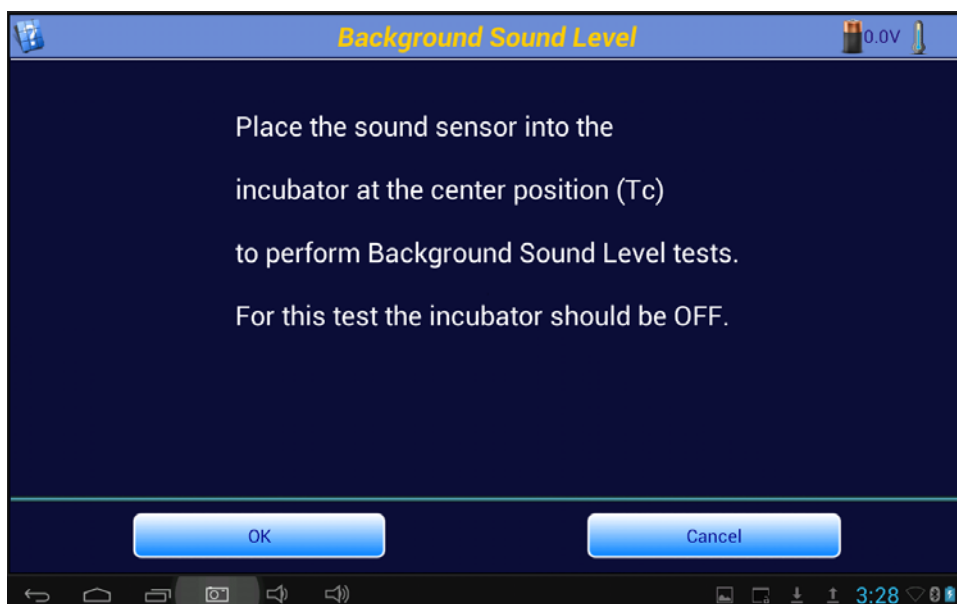 Background Sound Level
0.0V
Place the sound sensor into the
incubator at the center position (Tc)
to perform Background Sound Level tests.
For this test the incubator should be OFF.
OK
Cancel
3:28